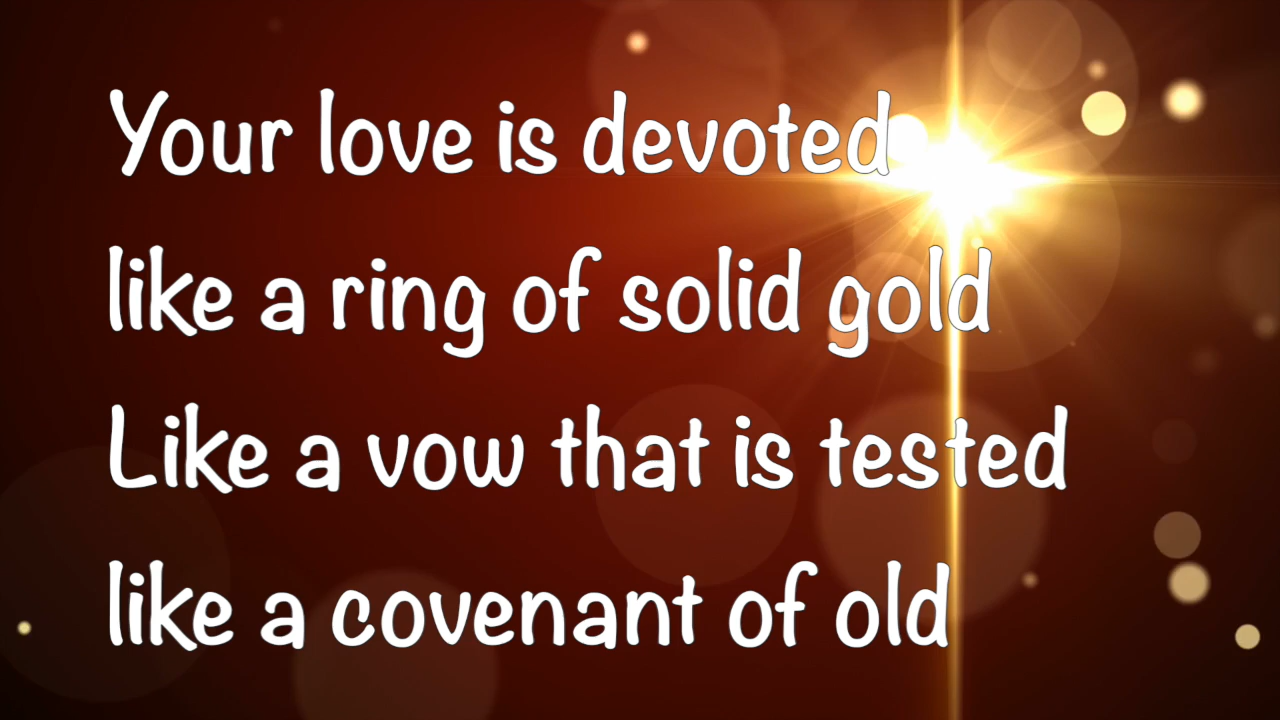 Your love is devoted
like a ring of solid gold
Like a vow that is tested
like a covenant of old